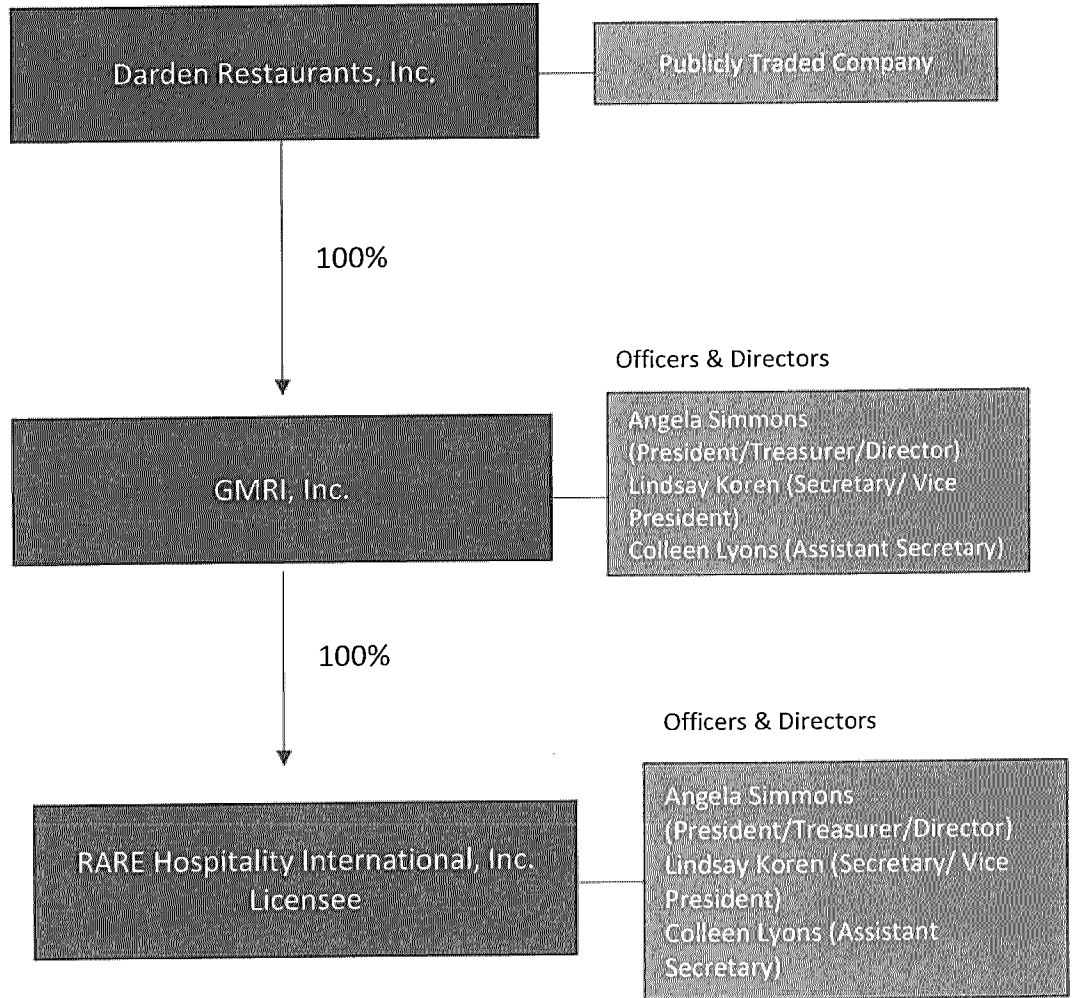 Darden Restaurants, Inc.
Publicly Traded Company
100%
Officers & Directors
GMRI, Inc.
Angela Simmons
(President/Treasurer/Director)
Lindsay Koren (Secretary/ Vice
President)
Colleen Lyons (Assistant Secretary)
100%
Officers & Directors
RARE Hospitality International, Inc.
Licensee
Angela Simmons
(President/Treasurer/Director)
Lindsay Koren (Secretary/ Vice
President)
Colleen Lyons (Assistant
Secretary)